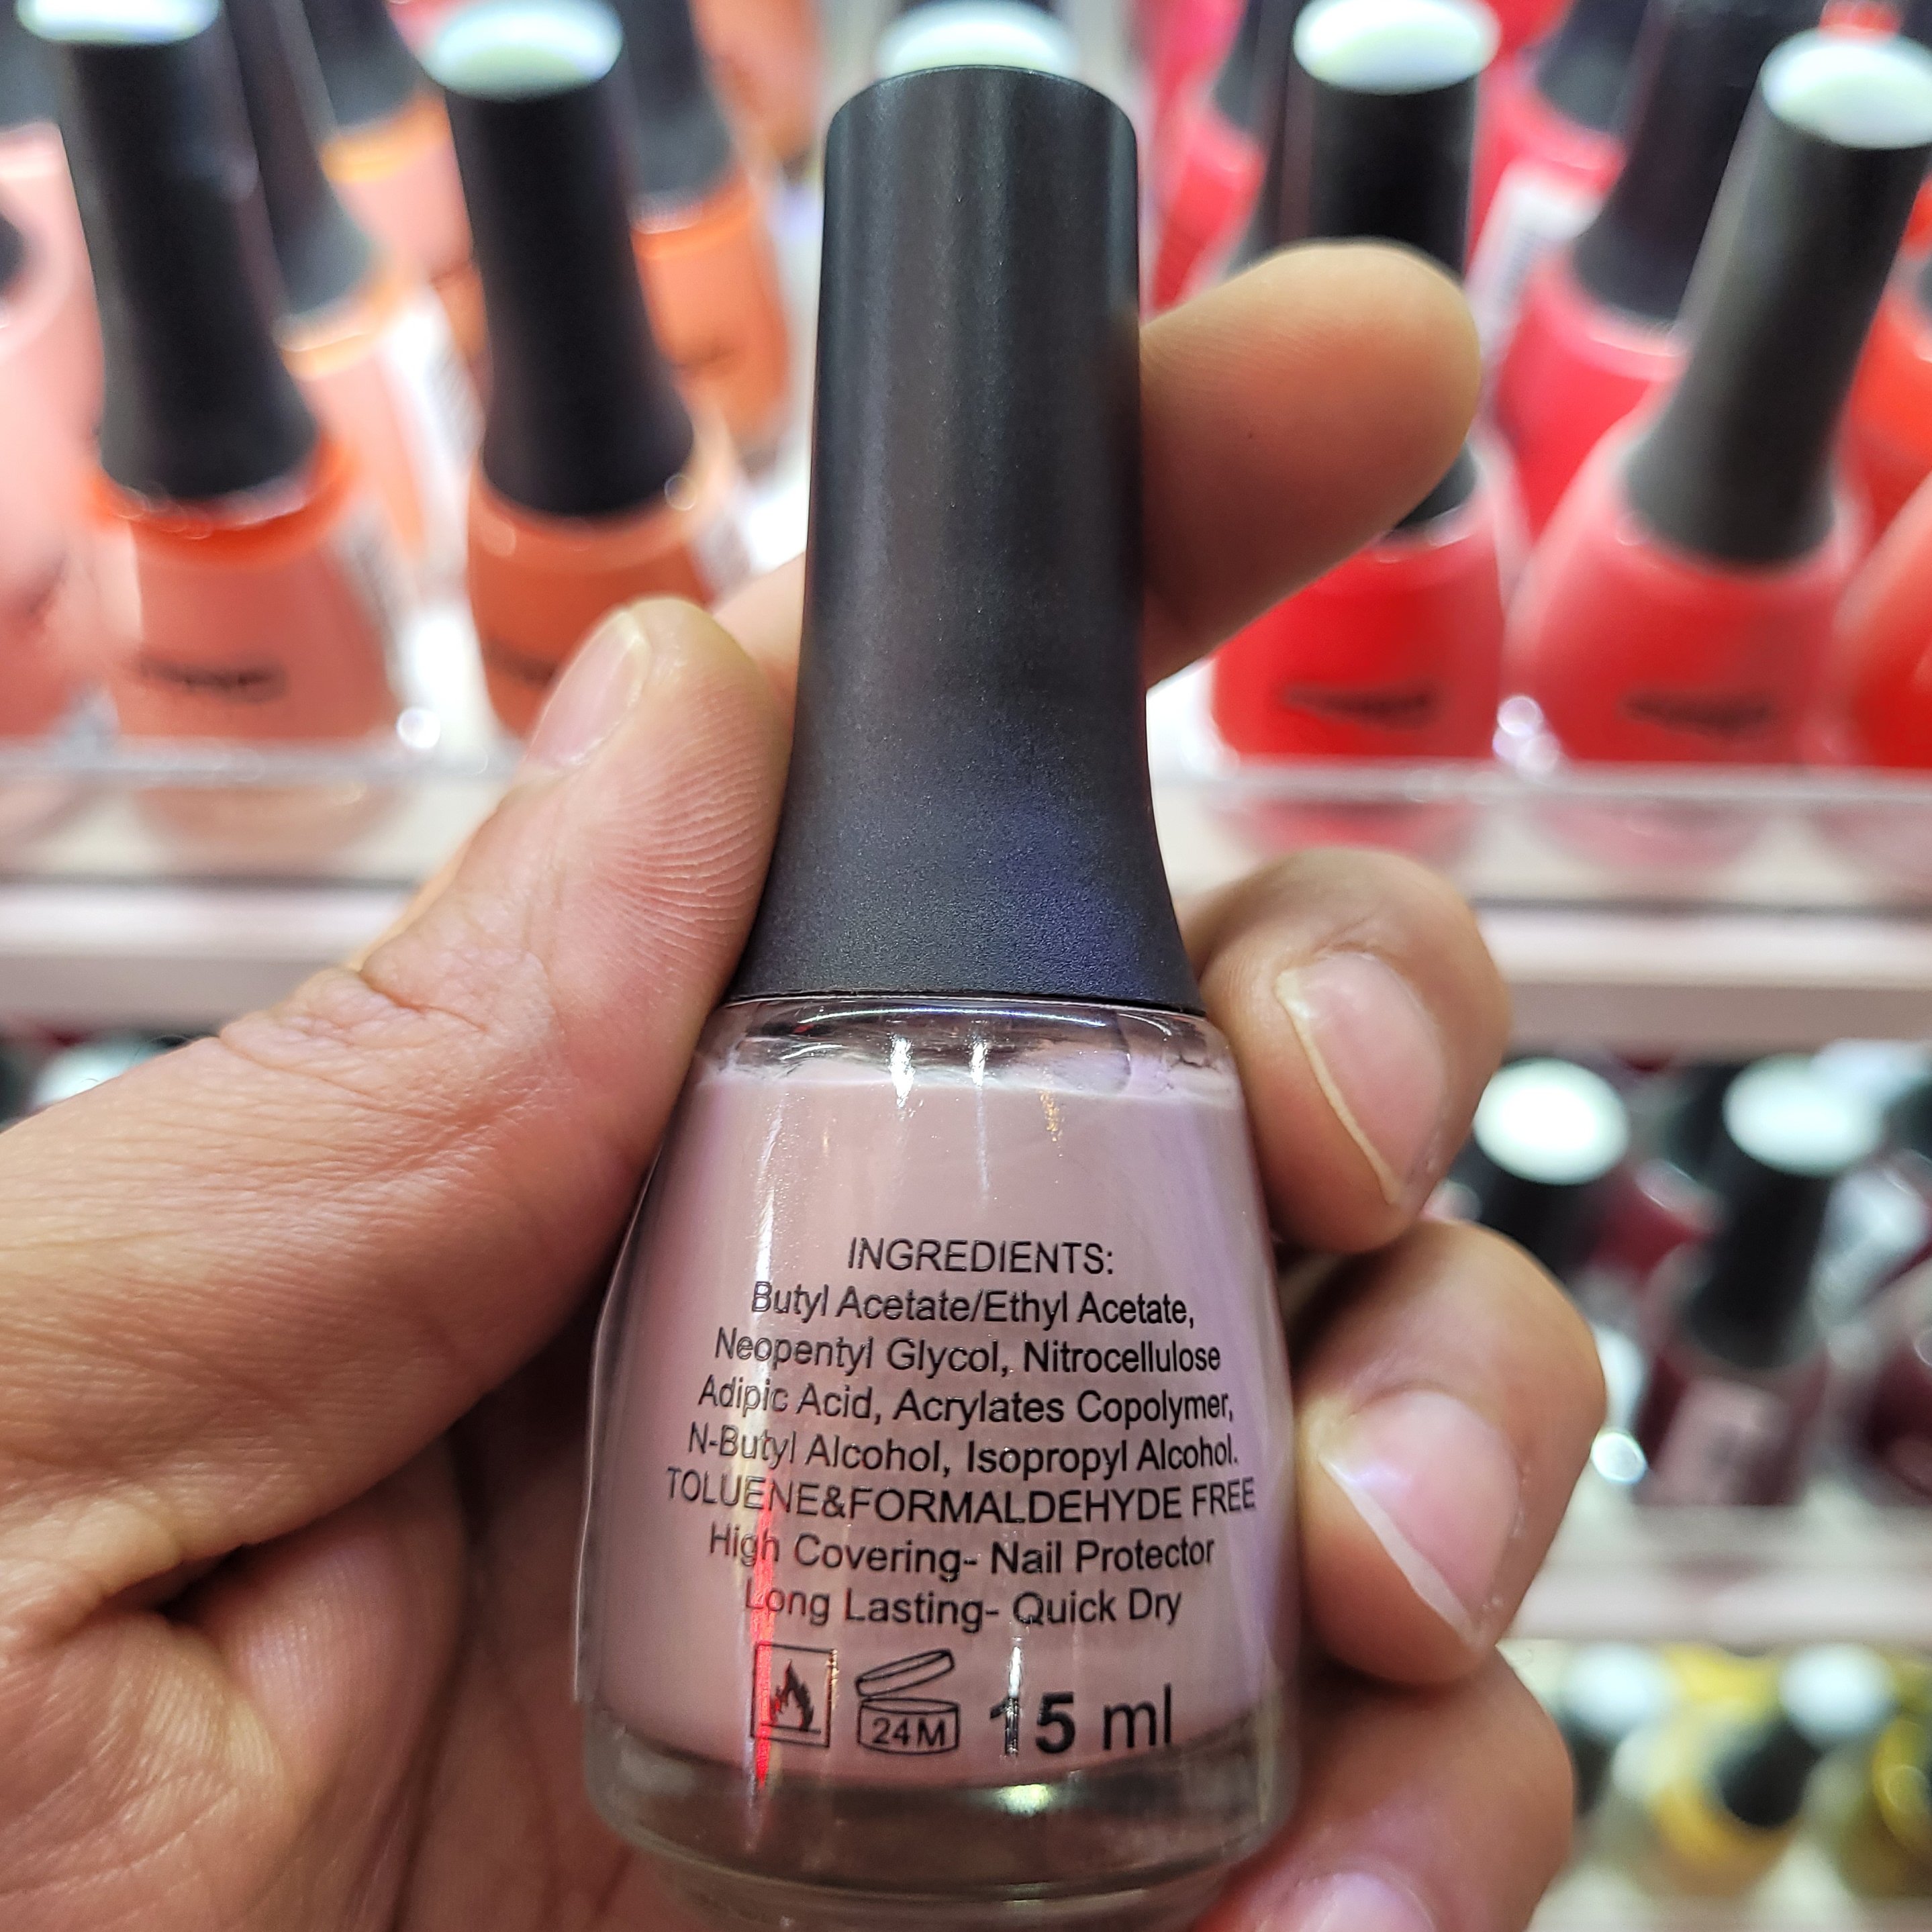 INGREDIENTS:
Butyl Acetate/Ethyl Acetate,
Neopentyl Glycol, Nitrocellulose
Adipic Acid, Acrylates Copolymer,
N-Butyl Alcohol, Isopropyl Alcohol.
TOLUENE&FORMALDEHYDE FREE
High Covering- Nail Protector
Long Lasting- Quick Dry
24M 15 ml